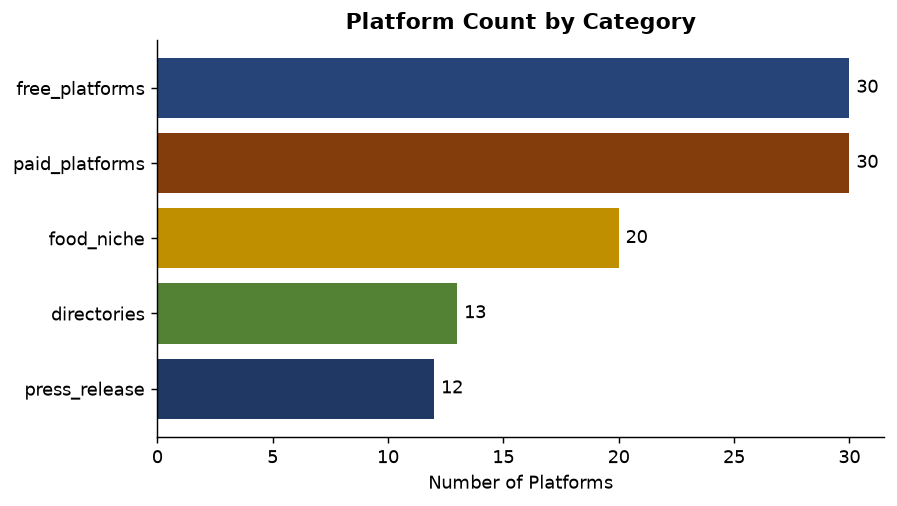 Platform Count by Category
free_platforms 30
paid_platforms 30
food_niche 20
directories 13
press_release 12
0 5 10 15 20 25 30
Number of Platforms